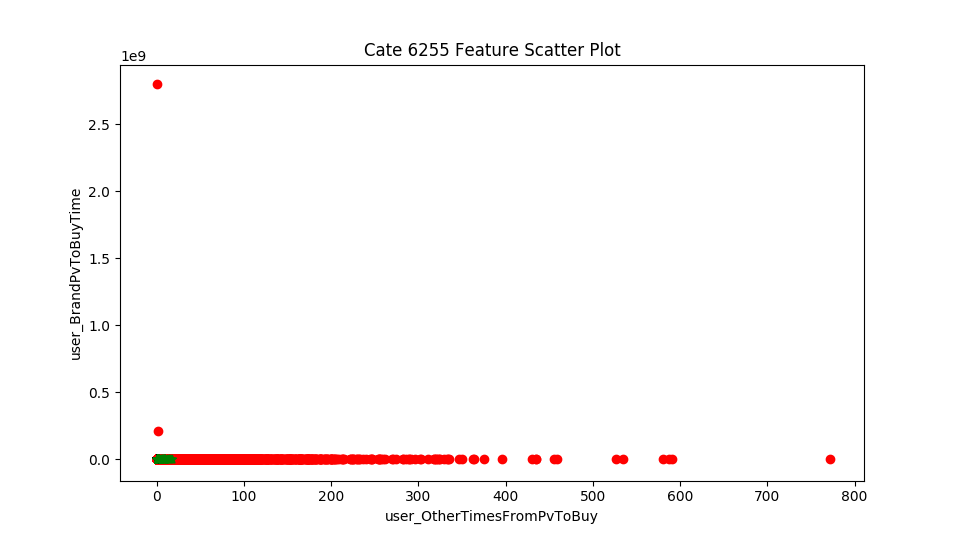 Cate 6255 Feature Scatter Plot
1e9
2.5
2.0
1.5
1.0
0.5
0.0
user_BrandPvToBuyTime
0 100 200 300 400 500 600 700 800
user_OtherTimesFromPvToBuy